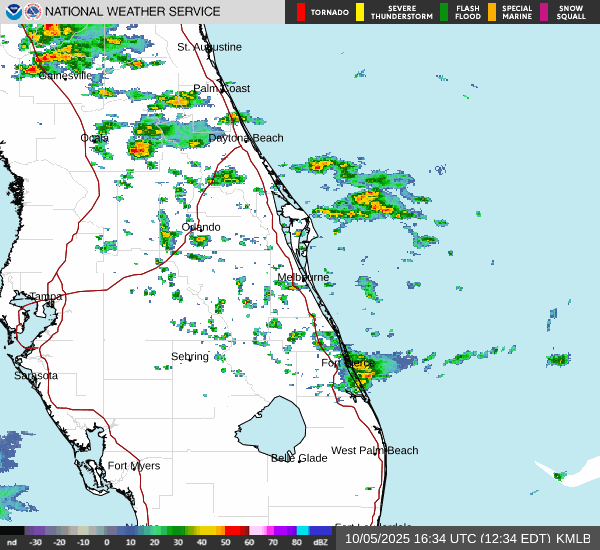 NATIONAL WEATHER SERVICE
TORNADO
SEVERE THUNDERSTORM
FLASH FLOOD
SPECIAL MARINE
SNOW SQUALL
St. Augustine
Gainesville
Palm Coast
Ocala
Daytona Beach
Orlando
Melbourne
Tampa
Sebring
Fort Pierce
Sarasota
West Palm Beach
Belle Glade
Fort Myers
nd -30 -20 -10 0 10 20 30 40 50 60 70 80 dBZ
10/05/2025 16:34 UTC (12:34 EDT) KMLB